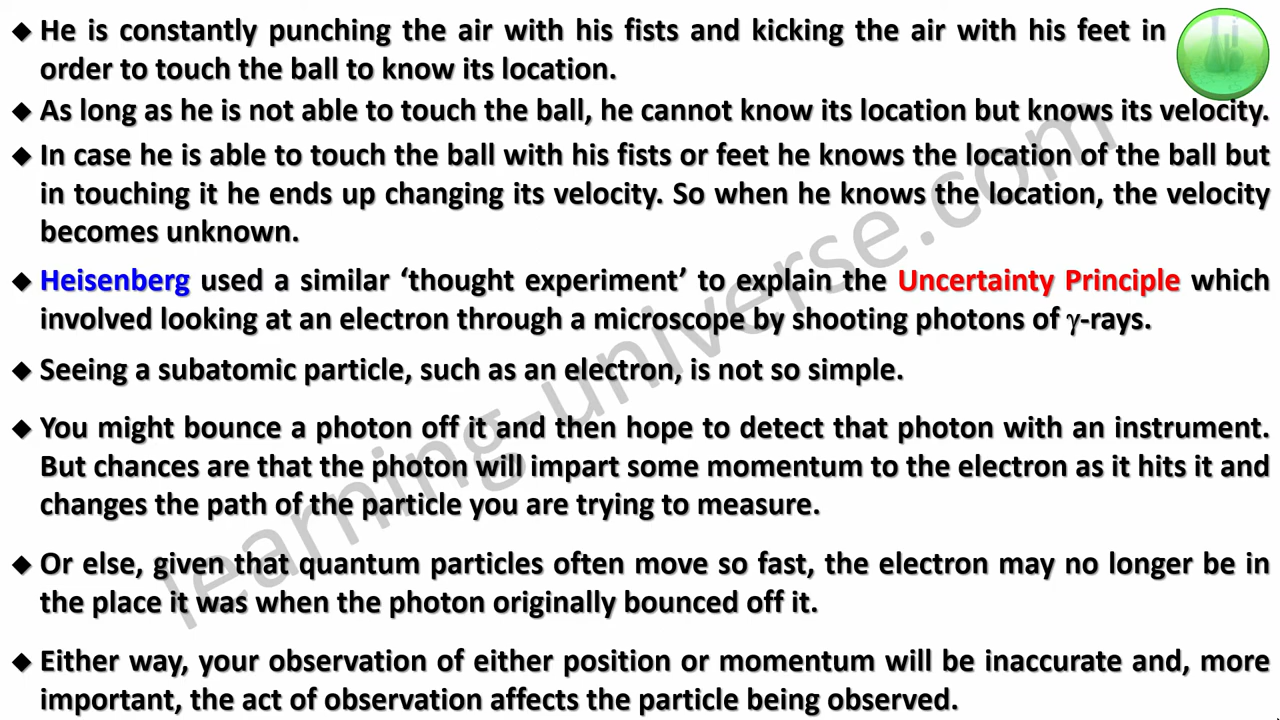 ◆ He is constantly punching the air with his fists and kicking the air with his feet in
order to touch the ball to know its location.
◆ As long as he is not able to touch the ball, he cannot know its location but knows its velocity.
◆ In case he is able to touch the ball with his fists or feet he knows the location of the ball but
in touching it he ends up changing its velocity. So when he knows the location, the velocity
becomes unknown.
◆ Heisenberg used a similar ‘thought experiment’ to explain the Uncertainty Principle which
involved looking at an electron through a microscope by shooting photons of γ-rays.
◆ Seeing a subatomic particle, such as an electron, is not so simple.
◆ You might bounce a photon off it and then hope to detect that photon with an instrument.
But chances are that the photon will impart some momentum to the electron as it hits it and
changes the path of the particle you are trying to measure.
◆ Or else, given that quantum particles often move so fast, the electron may no longer be in
the place it was when the photon originally bounced off it.
◆ Either way, your observation of either position or momentum will be inaccurate and, more
important, the act of observation affects the particle being observed.
learning-universe.com